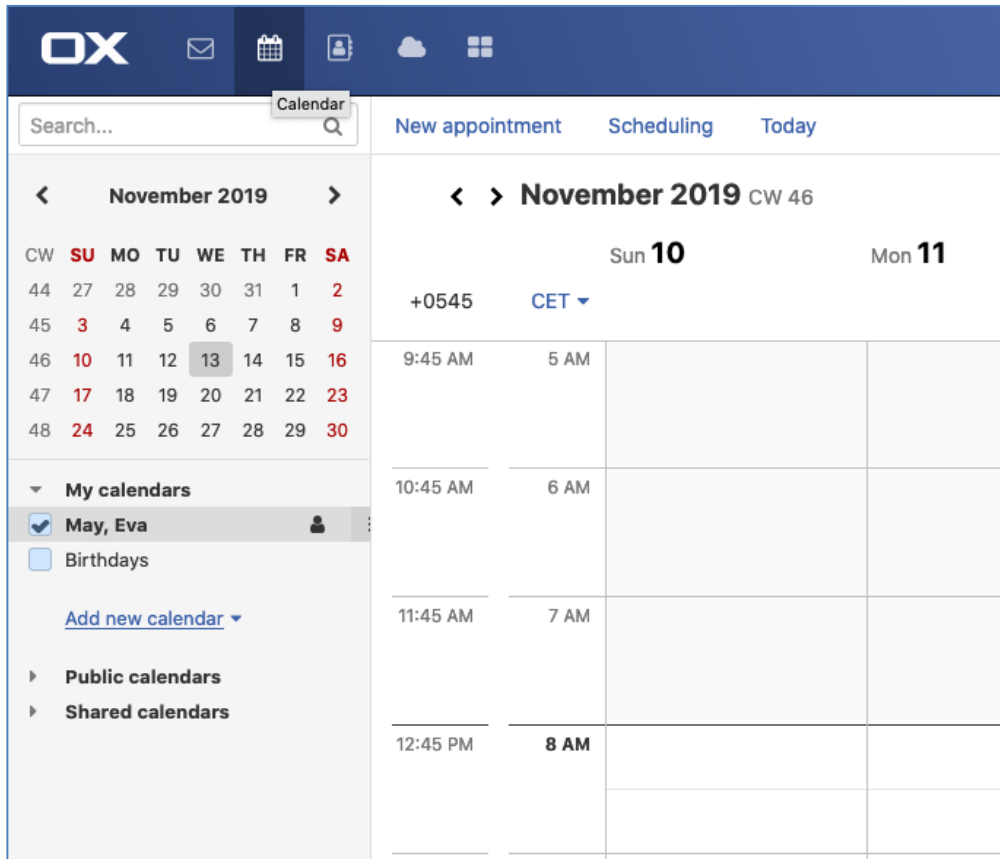 OX
Calendar
Search...
New appointment Scheduling Today
November 2019
CW SU MO TU WE TH FR SA
44 27 28 29 30 31 1 2
45 3 4 5 6 7 8 9
46 10 11 12 13 14 15 16
47 17 18 19 20 21 22 23
48 24 25 26 27 28 29 30
My calendars
May, Eva
Birthdays
Add new calendar
Public calendars
Shared calendars
November 2019 CW 46
Sun 10 Mon 11
+0545 CET
9:45 AM 5 AM
10:45 AM 6 AM
11:45 AM 7 AM
12:45 PM 8 AM